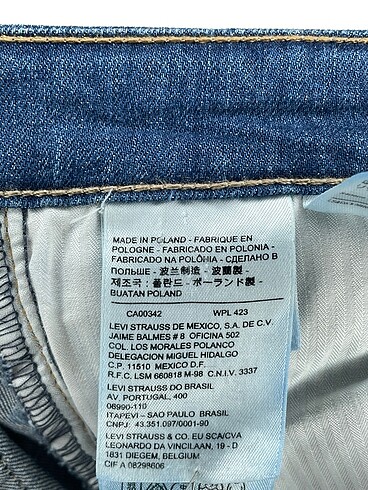 MADE IN POLAND - FABRIQUE EN
POLOGNE - FABRICADO EN POLONIA -
FABRICADO NA POLÔNIA - СДЕЛАНО В
ПОЛЬШЕ - 波兰制造 - 波蘭製 -
제조국 : 폴란드 - ポーランド製 -
BUATAN POLAND
CA00342 WPL 423
LEVI STRAUSS DE MEXICO, S.A. DE C.V.
JAIME BALMES # 8 OFICINA 502
COL. LOS MORALES POLANCO
DELEGACION MIGUEL HIDALGO
C.P. 11510 MEXICO D.F.
R.F.C. LSM 660818 M-98 C.N.I.V. 3337
LEVI STRAUSS DO BRASIL
AV, PORTUGAL, 400
06990-110
ITAPEVI – SAO PAULO BRASIL
CNPJ: 43.351.097/0001-90
LEVI STRAUSS & CO. EU SCA/CVA
LEONARDO DA VINCILAAN, 19 - D
1831 DIEGEM, BELGIUM
CIF A 08298606